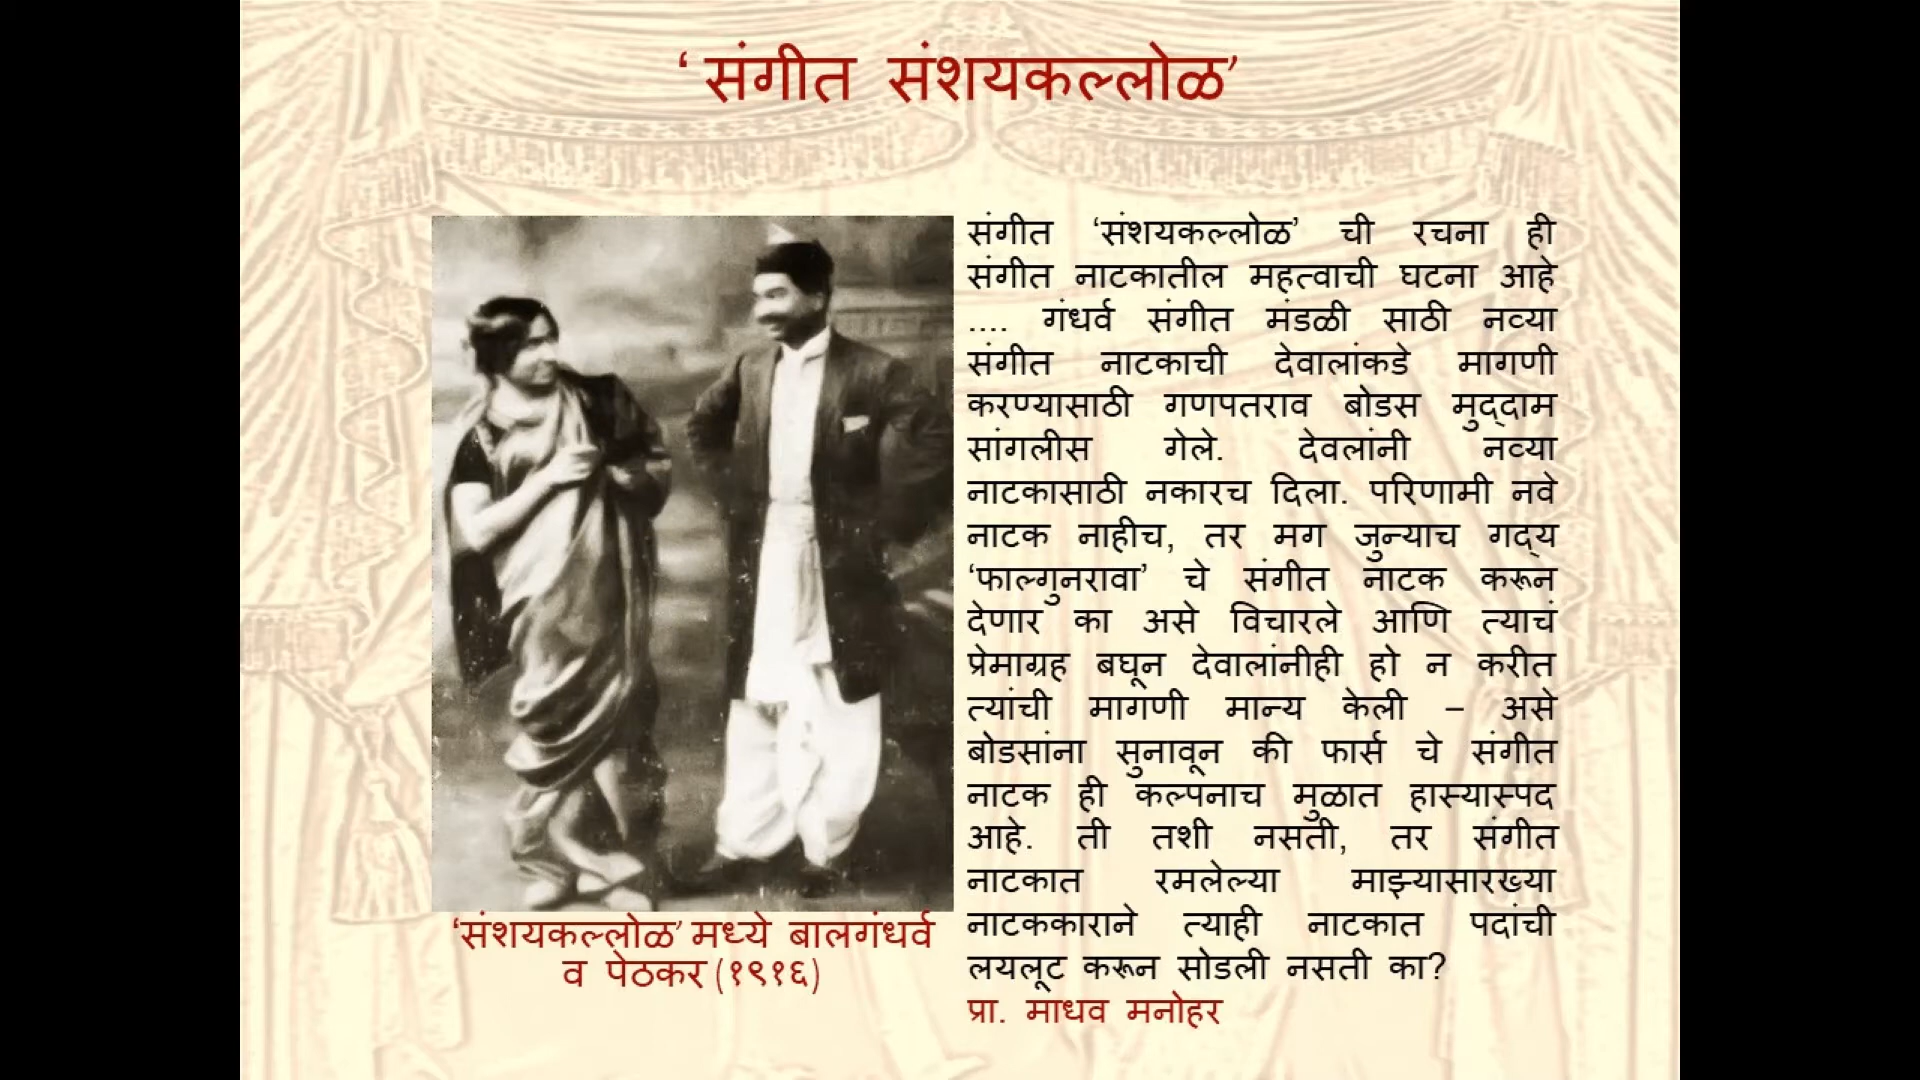 ‘ संगीत संशयकल्लोळ’
संगीत ‘संशयकल्लोळ’ ची रचना ही
संगीत नाटकातील महत्वाची घटना आहे
.... गंधर्व संगीत मंडळी साठी नव्या
संगीत नाटकाची देवालांकडे मागणी
करण्यासाठी गणपतराव बोडस मुद्दाम
सांगलीस गेले. देवलांनी नव्या
नाटकासाठी नकारच दिला. परिणामी नवे
नाटक नाहीच, तर मग जुन्याच गद्य
‘फाल्गुनरावा’ चे संगीत नाटक करून
देणार का असे विचारले आणि त्याचं
प्रेमाग्रह बघून देवालांनीही हो न करीत
त्यांची मागणी मान्य केली – असे
बोडसांना सुनावून की फार्स चे संगीत
नाटक ही कल्पनाच मुळात हास्यास्पद
आहे. ती तशी नसती, तर संगीत
नाटकात रमलेल्या माझ्यासारख्या
नाटककाराने त्याही नाटकात पदांची
लयलूट करून सोडली नसती का?
प्रा. माधव मनोहर
‘संशयकल्लोळ’ मध्ये बालगंधर्व
व पेठकर (१९१६)